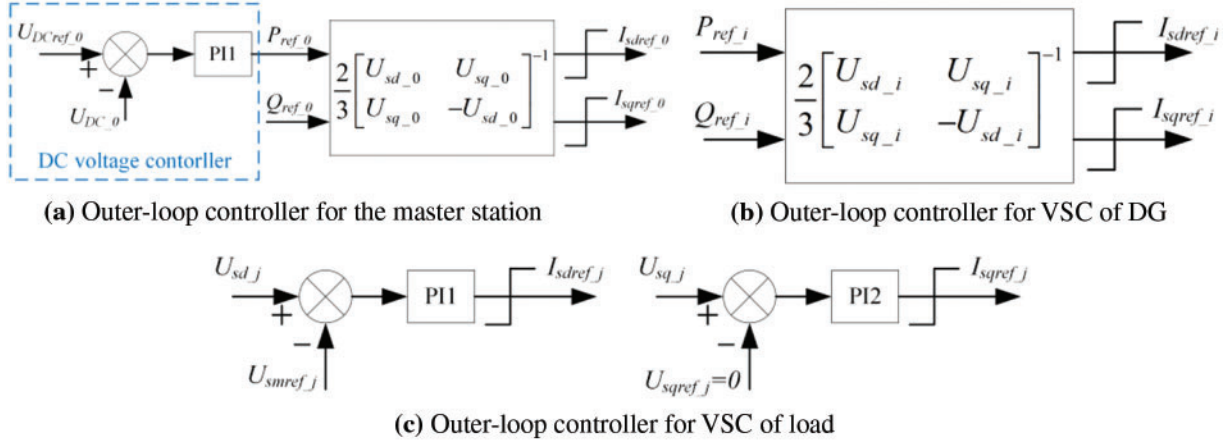 U_DCref_0
+
−
U_DC_0
PI1
P_ref_0
Q_ref_0
DC voltage contorller
2/3 [U_sd_0 U_sq_0
U_sq_0 −U_sd_0]^−1
I_sdref_0
I_sqref_0
(a) Outer-loop controller for the master station
P_ref_i
Q_ref_i
2/3 [U_sd_i U_sq_i
U_sq_i −U_sd_i]^−1
I_sdref_i
I_sqref_i
(b) Outer-loop controller for VSC of DG
U_sd_j
+
−
U_smref_j
PI1
I_sdref_j
U_sq_j
+
−
U_sqref_j=0
PI2
I_sqref_j
(c) Outer-loop controller for VSC of load